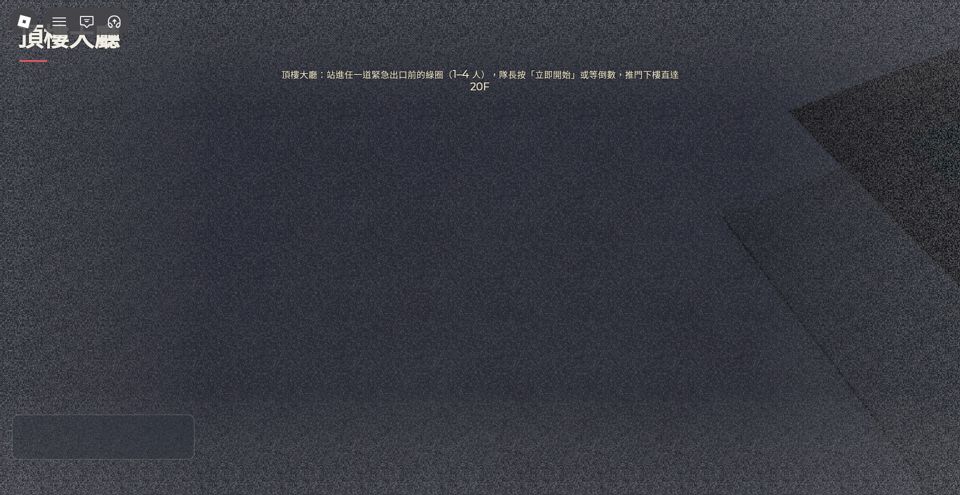 頂樓大廳
頂樓大廳：站進任一道緊急出口前的綠圈（1–4 人），隊長按「立即開始」或等倒數，推門下樓直達
20F